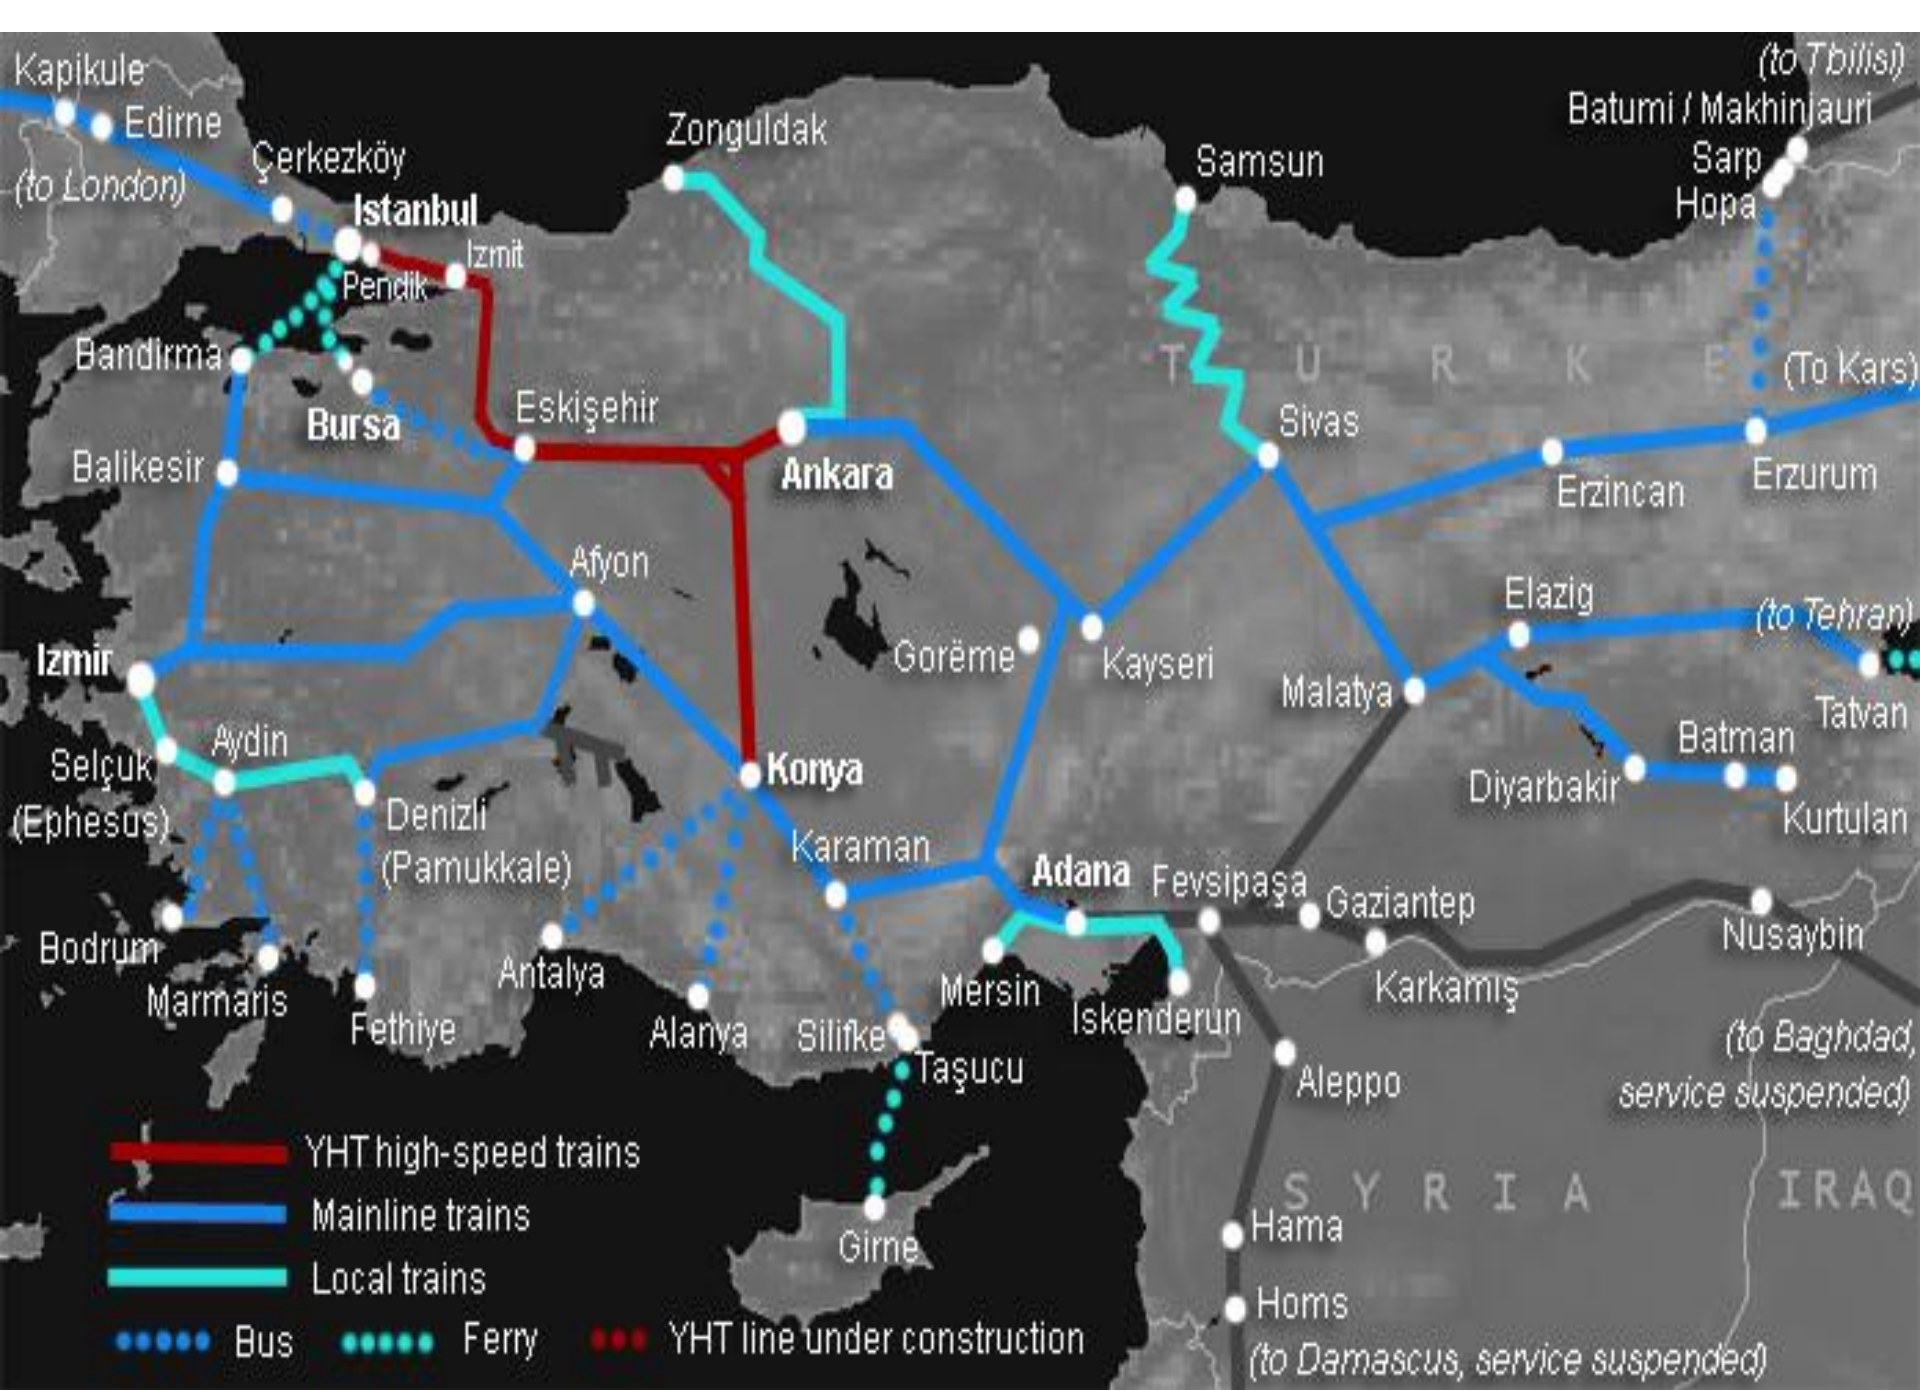 (to Tbilisi)
Kapikule
Batumi / Makhinjauri
Edirne
Zonguldak
Çerkezköy
Samsun
Sarp
(to London)
Istanbul
Hopa
Izmit
Pendik
Bandirma
T U R K E
(To Kars)
Eskişehir
Bursa
Sivas
Balikesir
Ankara
Erzincan
Erzurum
Afyon
Elazig
(to Tehran)
Izmir
Gorëme
Kayseri
Malatya
Tatvan
Aydin
Batman
Selçuk
(Ephesus)
Konya
Diyarbakir
Kurtulan
Denizli
(Pamukkale)
Karaman
Adana
Fevsipaşa
Gaziantep
Nusaybin
Bodrum
Antalya
Mersin
Karkamış
Marmaris
Iskenderun
Fethiye
Alanya
Silifke
Taşucu
(to Baghdad,
service suspended)
Aleppo
YHT high-speed trains
S Y R I A
IRAQ
Mainline trains
Hama
Girne
Local trains
Homs
Bus
Ferry
YHT line under construction
(to Damascus, service suspended)